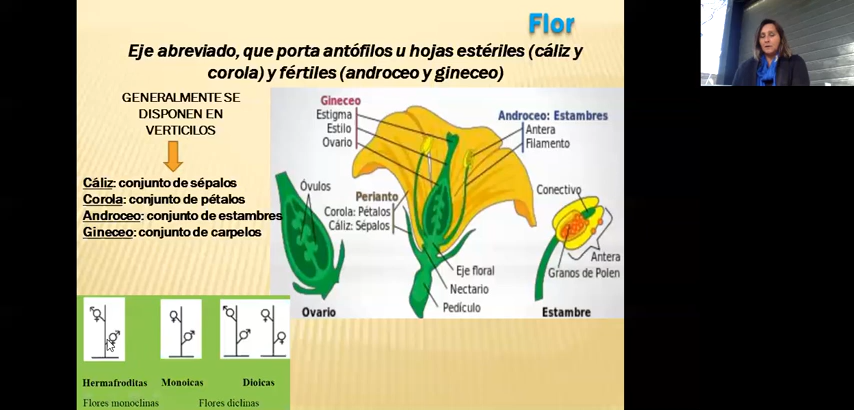 Flor
Eje abreviado, que porta antófilos u hojas estériles (cáliz y
corola) y fértiles (androceo y gineceo)
GENERALMENTE SE
DISPONEN EN
VERTICILOS
Cáliz: conjunto de sépalos
Corola: conjunto de pétalos
Androceo: conjunto de estambres
Gineceo: conjunto de carpelos
Gineceo
Estigma
Estilo
Ovario
Androceo: Estambres
Antera
Filamento
Óvulos
Perianto
Corola: Pétalos
Cáliz: Sépalos
Conectivo
Antera
Granos de Polen
Eje floral
Nectario
Pedículo
Ovario
Estambre
Hermafroditas
Monoicas
Dioicas
Flores monoclinas
Flores diclinas